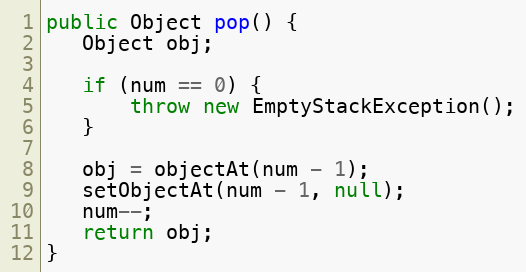 1 public Object pop() {
2    Object obj;
3
4    if (num == 0) {
5        throw new EmptyStackException();
6    }
7
8    obj = objectAt(num - 1);
9    setObjectAt(num - 1, null);
10    num--;
11    return obj;
12 }